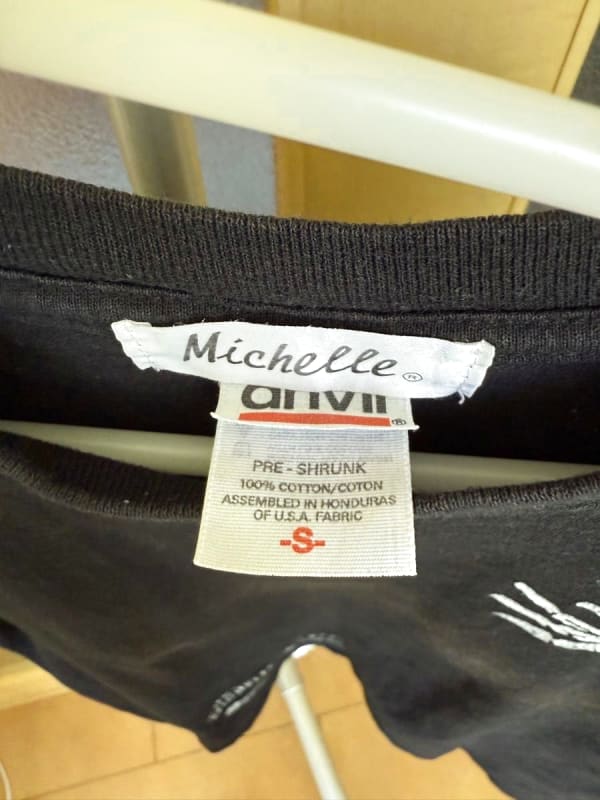 Michelle®
anvil®
PRE-SHRUNK
100% COTTON/COTON
ASSEMBLED IN HONDURAS
OF U.S.A. FABRIC
-S-